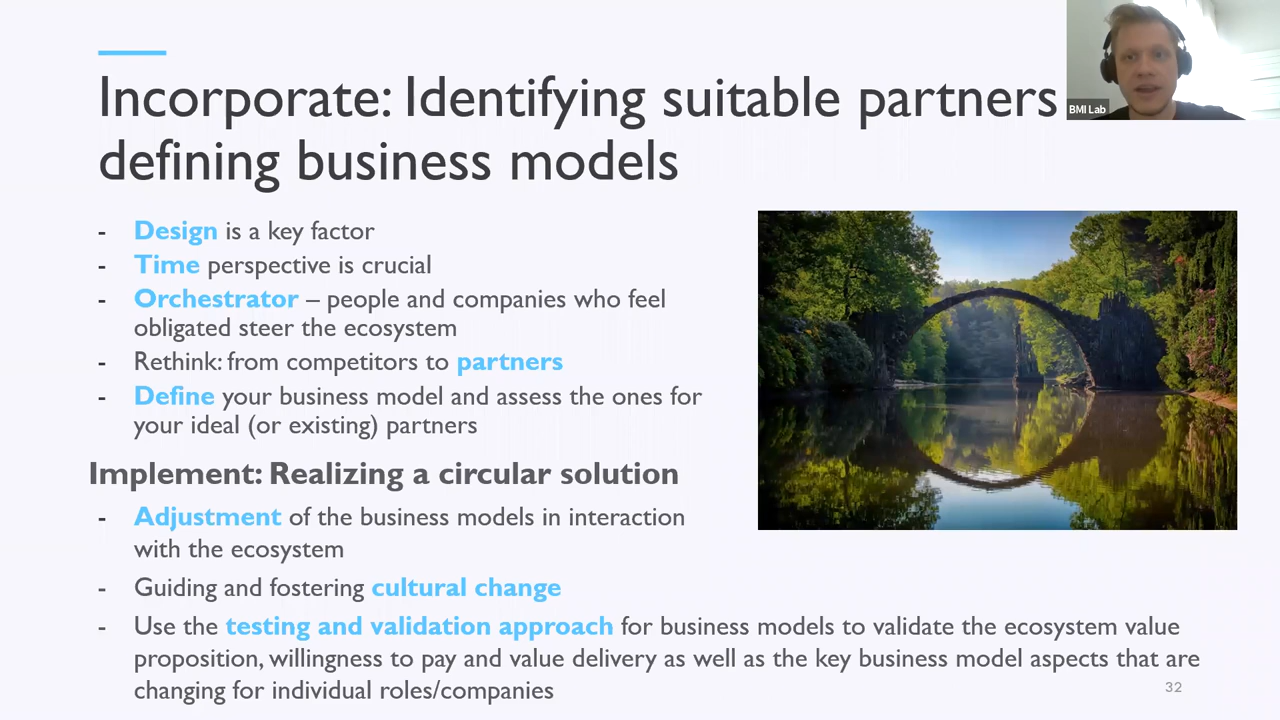 Incorporate: Identifying suitable partners
defining business models
BMI Lab
- Design is a key factor
- Time perspective is crucial
- Orchestrator – people and companies who feel
obligated steer the ecosystem
- Rethink: from competitors to partners
- Define your business model and assess the ones for
your ideal (or existing) partners
Implement: Realizing a circular solution
- Adjustment of the business models in interaction
with the ecosystem
- Guiding and fostering cultural change
- Use the testing and validation approach for business models to validate the ecosystem value
proposition, willingness to pay and value delivery as well as the key business model aspects that are
changing for individual roles/companies
32